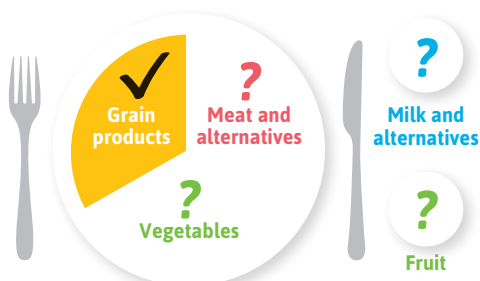 Grain
products
?
Meat and
alternatives
?
Vegetables
?
Milk and
alternatives
?
Fruit